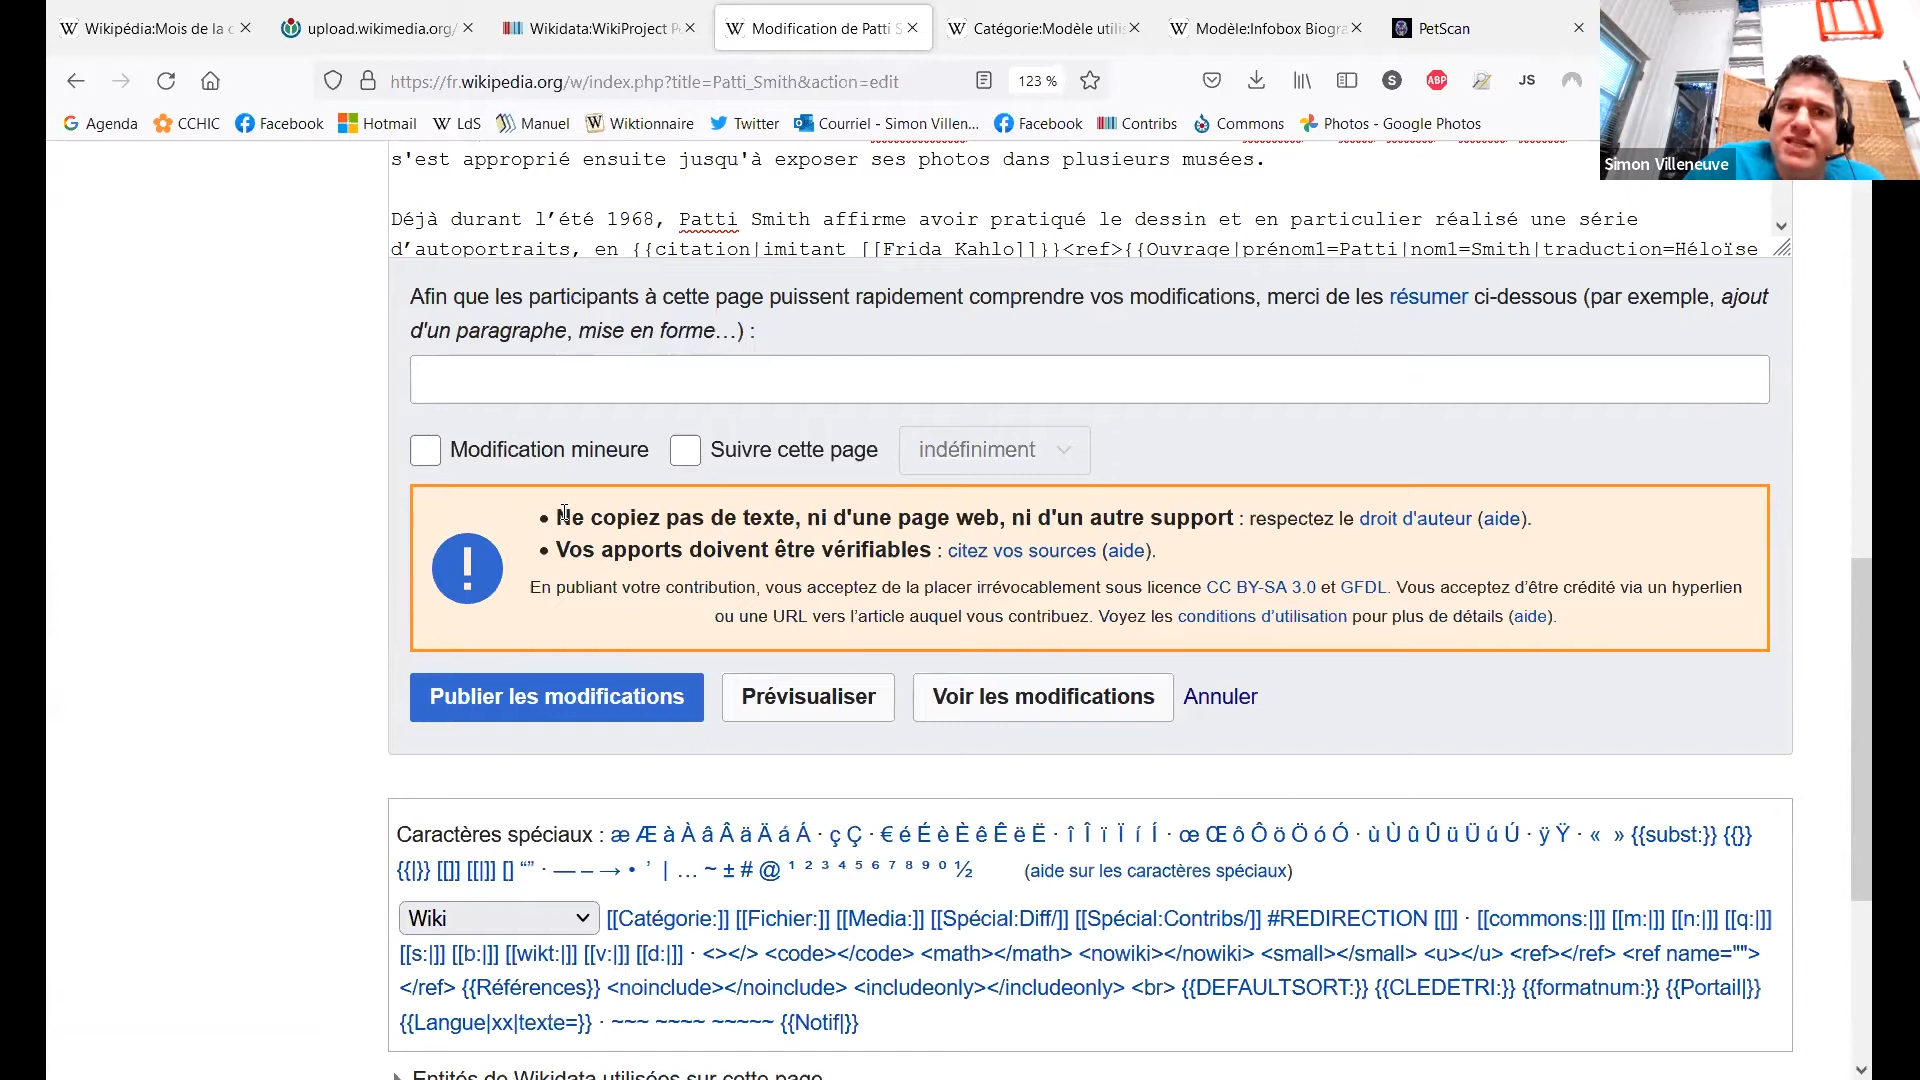 Wikipédia:Mois de la c
upload.wikimedia.org/
Wikidata:WikiProject P
Modification de Patti S
Catégorie:Modèle utilis
Modèle:Infobox Biogra
PetScan
https://fr.wikipedia.org/w/index.php?title=Patti_Smith&action=edit
123 %
S
ABP
JS
Agenda
CCHIC
Facebook
Hotmail
LdS
Manuel
Wiktionnaire
Twitter
Courriel - Simon Villen...
Facebook
Contribs
Commons
Photos - Google Photos
Simon Villeneuve
s'est approprié ensuite jusqu'à exposer ses photos dans plusieurs musées.
Déjà durant l’été 1968, Patti Smith affirme avoir pratiqué le dessin et en particulier réalisé une série
d’autoportraits, en {{citation|imitant [[Frida Kahlo]]}}<ref>{{Ouvrage|prénom1=Patti|nom1=Smith|traduction=Héloïse
Afin que les participants à cette page puissent rapidement comprendre vos modifications, merci de les résumer ci-dessous (par exemple, ajout
d'un paragraphe, mise en forme…) :
Modification mineure
Suivre cette page
indéfiniment
• Ne copiez pas de texte, ni d'une page web, ni d'un autre support : respectez le droit d'auteur (aide).
• Vos apports doivent être vérifiables : citez vos sources (aide).
En publiant votre contribution, vous acceptez de la placer irrévocablement sous licence CC BY-SA 3.0 et GFDL. Vous acceptez d’être crédité via un hyperlien
ou une URL vers l’article auquel vous contribuez. Voyez les conditions d’utilisation pour plus de détails (aide).
Publier les modifications
Prévisualiser
Voir les modifications
Annuler
Caractères spéciaux : æ Æ à À â Â ä Ä á Á · ç Ç · € é É è È ê Ê ë Ë · î Î ï Ï í Í · œ Œ ô Ô ö Ö ó Ó · ù Ù û Û ü Ü ú Ú · ÿ Ÿ · « » {{subst:}} {{}}
{{|}} [[]] [[|]] [] “” · — – → • ’ | … ~ ± # @ ¹ ² ³ ⁴ ⁵ ⁶ ⁷ ⁸ ⁹ ⁰ ½ (aide sur les caractères spéciaux)
Wiki [[Catégorie:]] [[Fichier:]] [[Media:]] [[Spécial:Diff/]] [[Spécial:Contribs/]] #REDIRECTION [[]] · [[commons:|]] [[m:|]] [[n:|]] [[q:|]]
[[s:|]] [[b:|]] [[wikt:|]] [[v:|]] [[d:|]] · <></> <code></code> <math></math> <nowiki></nowiki> <small></small> <u></u> <ref></ref> <ref name="">
</ref> {{Références}} <noinclude></noinclude> <includeonly></includeonly> <br> {{DEFAULTSORT:}} {{CLEDETRI:}} {{formatnum:}} {{Portail|}}
{{Langue|xx|texte=}} · ~~~ ~~~~ ~~~~~ {{Notif|}}
Entités de Wikidata utilisées sur cette page